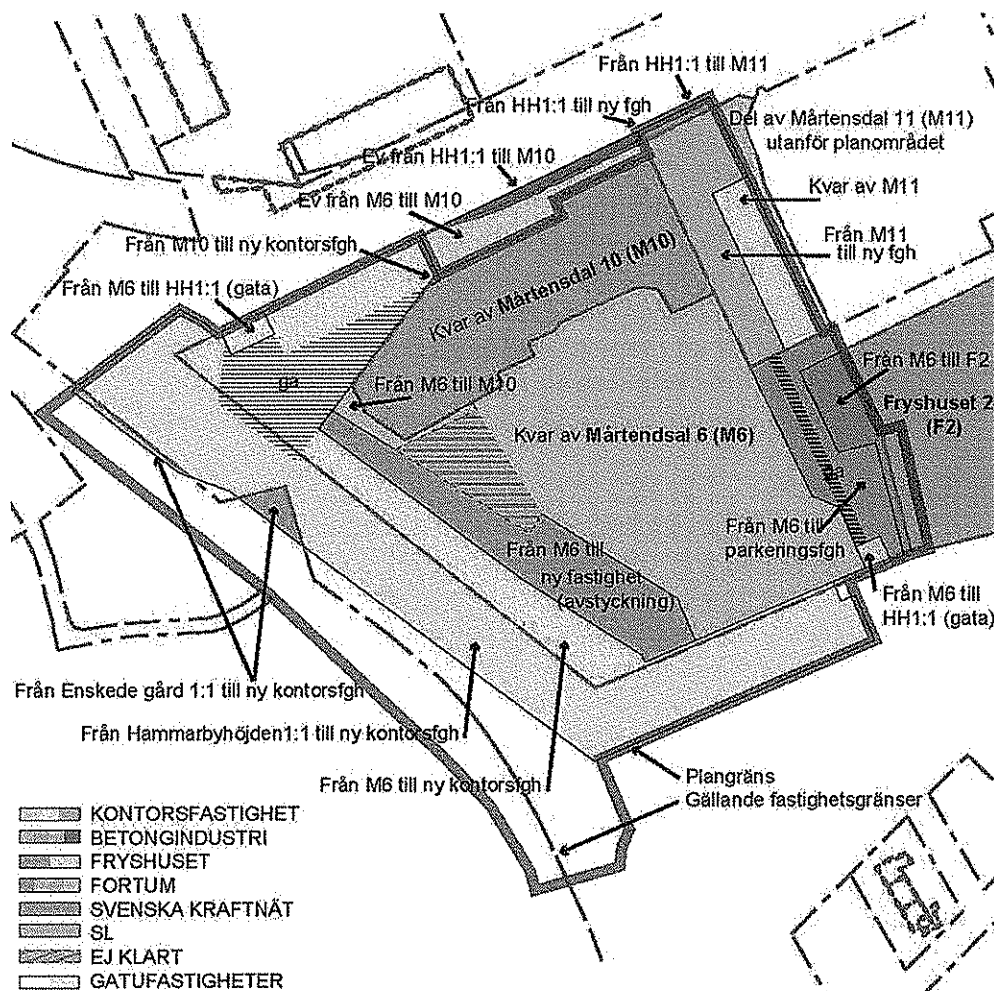 Från HH1:1 till M11
Från HH1:1 till ny fgh
Del av Mårtensdal 11 (M11)
utanför planområdet
Ev från HH1:1 till M10
Kvar av M11
Ev från M6 till M10
Från M11
till ny fgh
Från M10 till ny kontorsfgh
Kvar av Mårtensdal 10 (M10)
Från M6 till HH1:1 (gata)
Från M6 till F2
ga
Från M6 till M10
Fryshuset 2
(F2)
Kvar av Mårtendsal 6 (M6)
ga
Från M6 till
parkeringsfgh
Från M6 till
ny fastighet
(avstyckning)
Från M6 till
HH1:1 (gata)
Från Enskede gård 1:1 till ny kontorsfgh
Från Hammarbyhöjden1:1 till ny kontorsfgh
Från M6 till ny kontorsfgh
Plangräns
Gällande fastighetsgränser
KONTORSFASTIGHET
BETONGINDUSTRI
FRYSHUSET
FORTUM
SVENSKA KRAFTNÄT
SL
EJ KLART
GATUFASTIGHETER